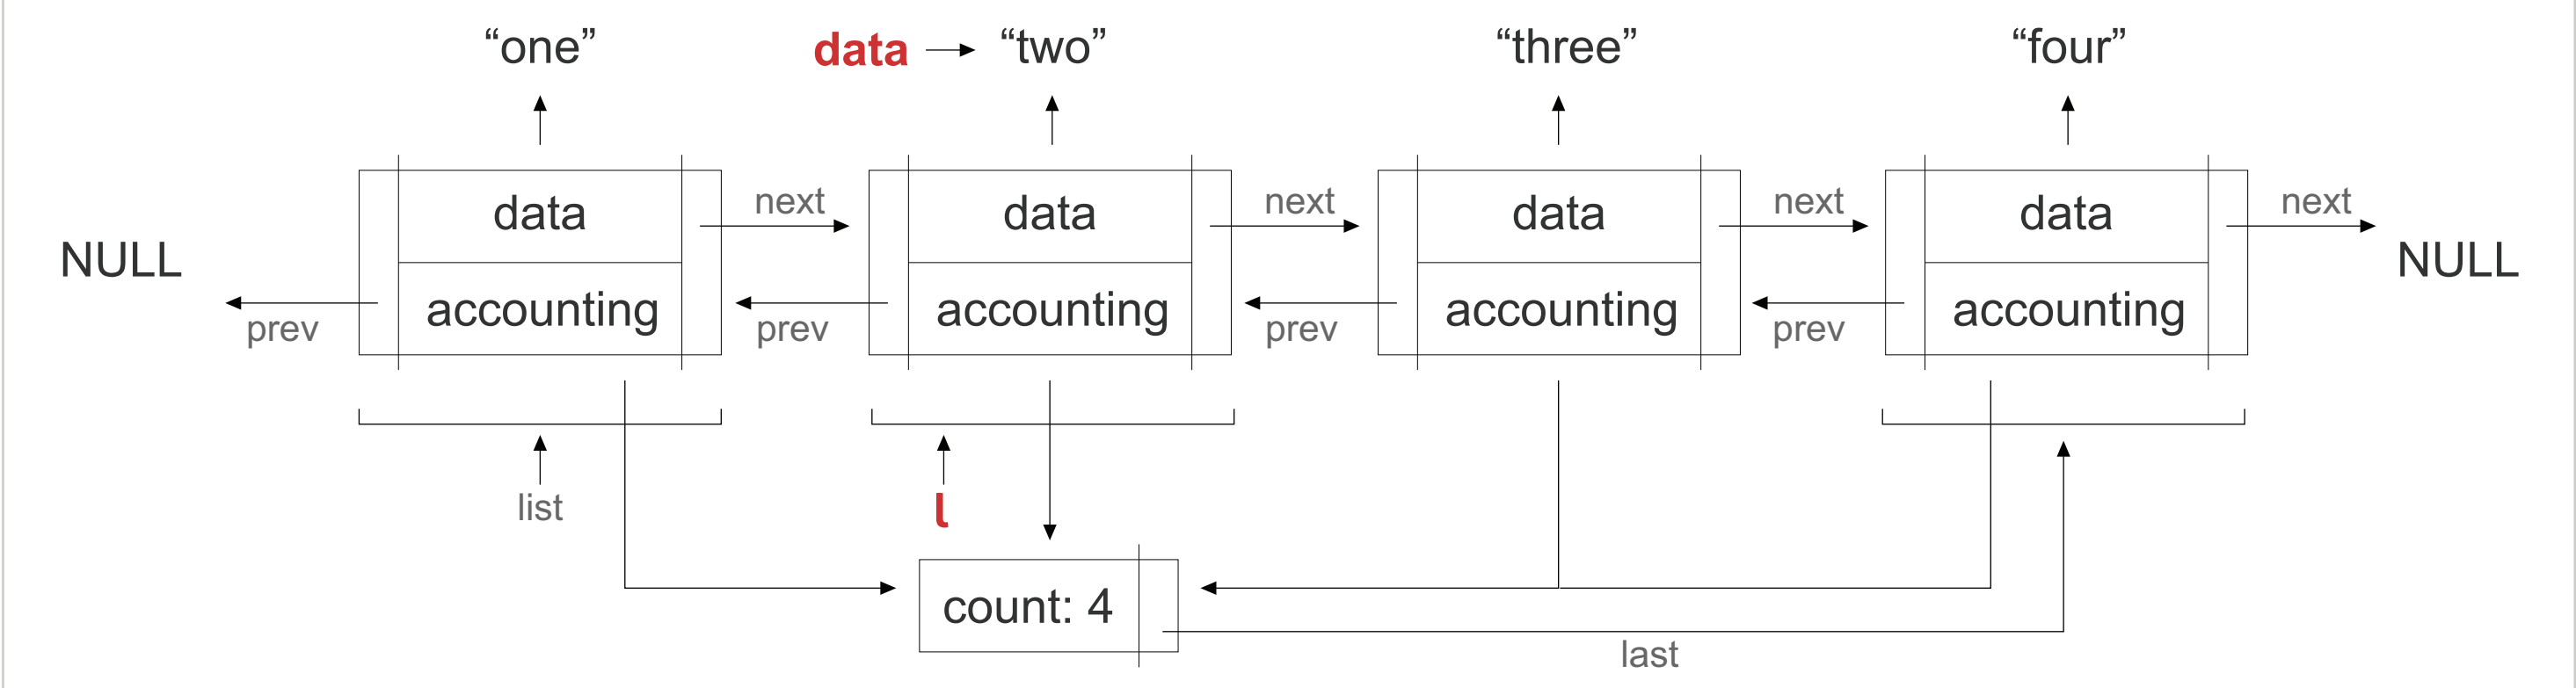 “one”
data
“two”
“three”
“four”
data
next
data
next
data
next
data
next
NULL
NULL
accounting
prev
accounting
prev
accounting
prev
accounting
prev
list
l
count: 4
last